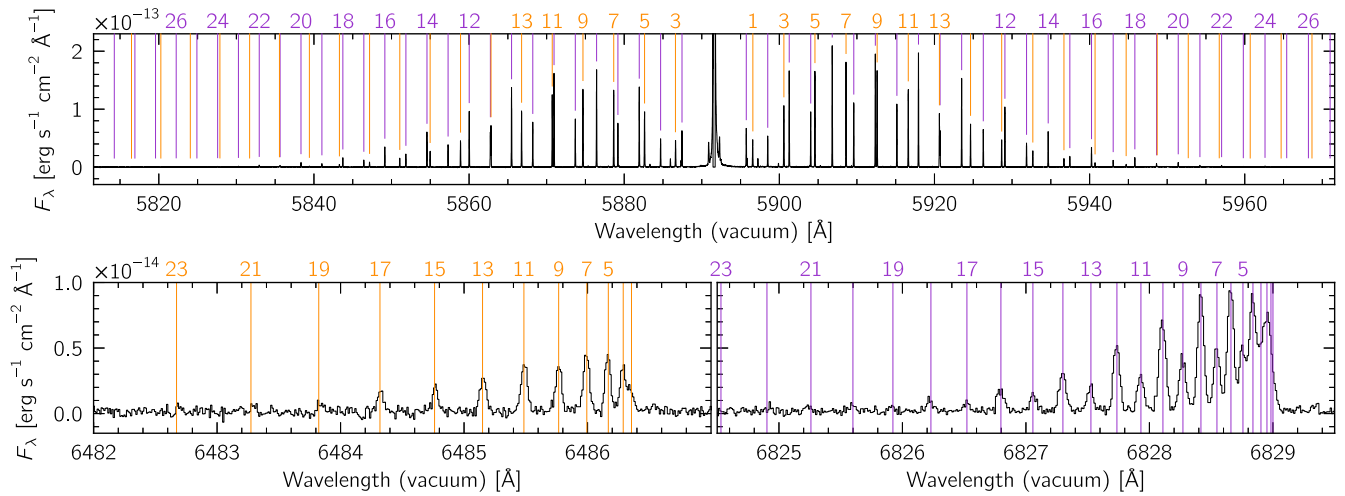 ×10⁻¹³
26 24 22 20 18 16 14 12 13 11 9 7 5 3 1 3 5 7 9 11 13 12 14 16 18 20 22 24 26
2
1
0
F_λ [erg s⁻¹ cm⁻² Å⁻¹]
5820 5840 5860 5880 5900 5920 5940 5960
Wavelength (vacuum) [Å]
×10⁻¹⁴
23 21 19 17 15 13 11 9 7 5
23 21 19 17 15 13 11 9 7 5
1.0
0.5
0.0
F_λ [erg s⁻¹ cm⁻² Å⁻¹]
6482 6483 6484 6485 6486
6825 6826 6827 6828 6829
Wavelength (vacuum) [Å]
Wavelength (vacuum) [Å]